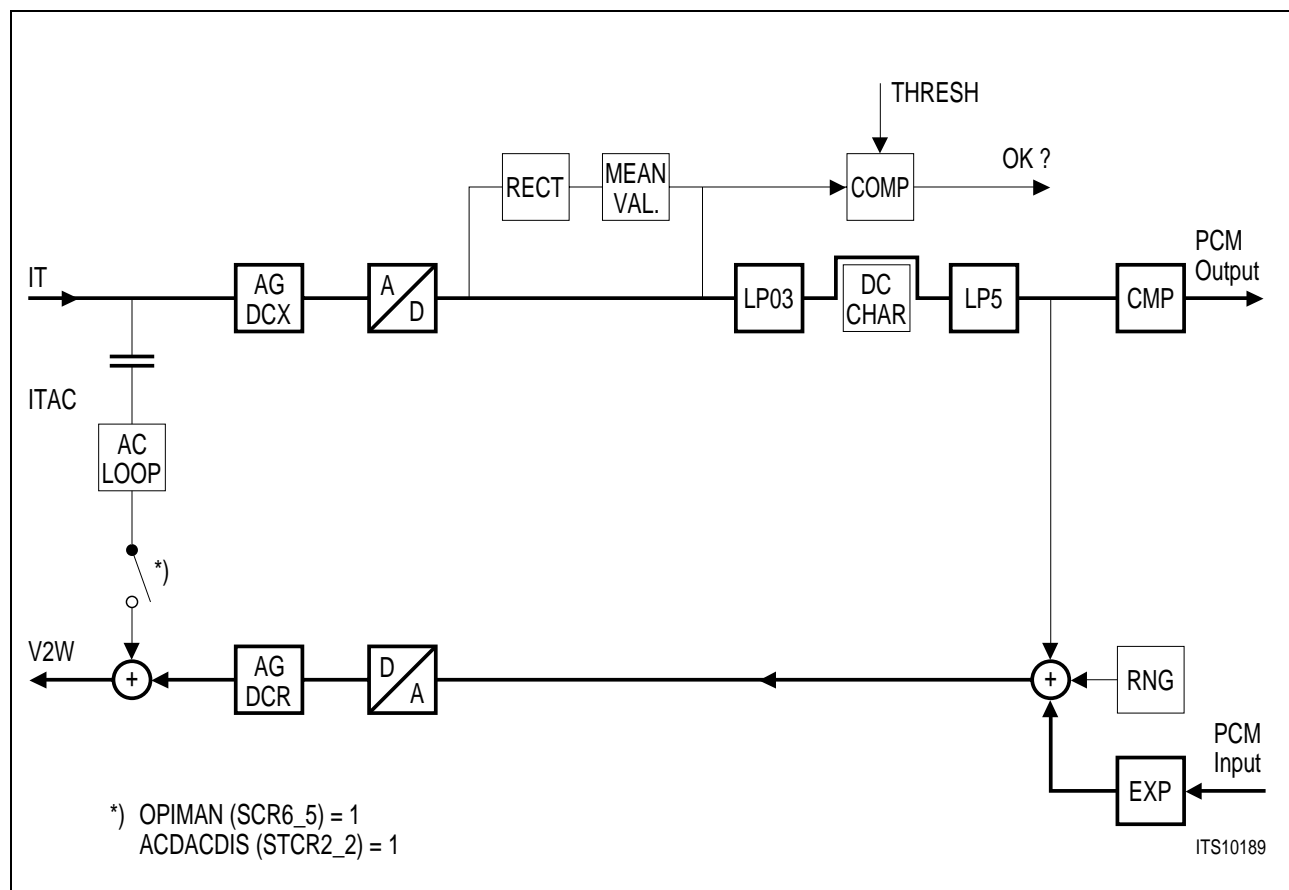 THRESH
OK ?
RECT
MEAN
VAL.
COMP
IT
AG
DCX
A
D
LP03
DC
CHAR
LP5
CMP
PCM
Output
ITAC
AC
LOOP
*)
V2W
+
AG
DCR
D
A
+
RNG
PCM
Input
EXP
*) OPIMAN (SCR6_5) = 1
ACDACDIS (STCR2_2) = 1
ITS10189